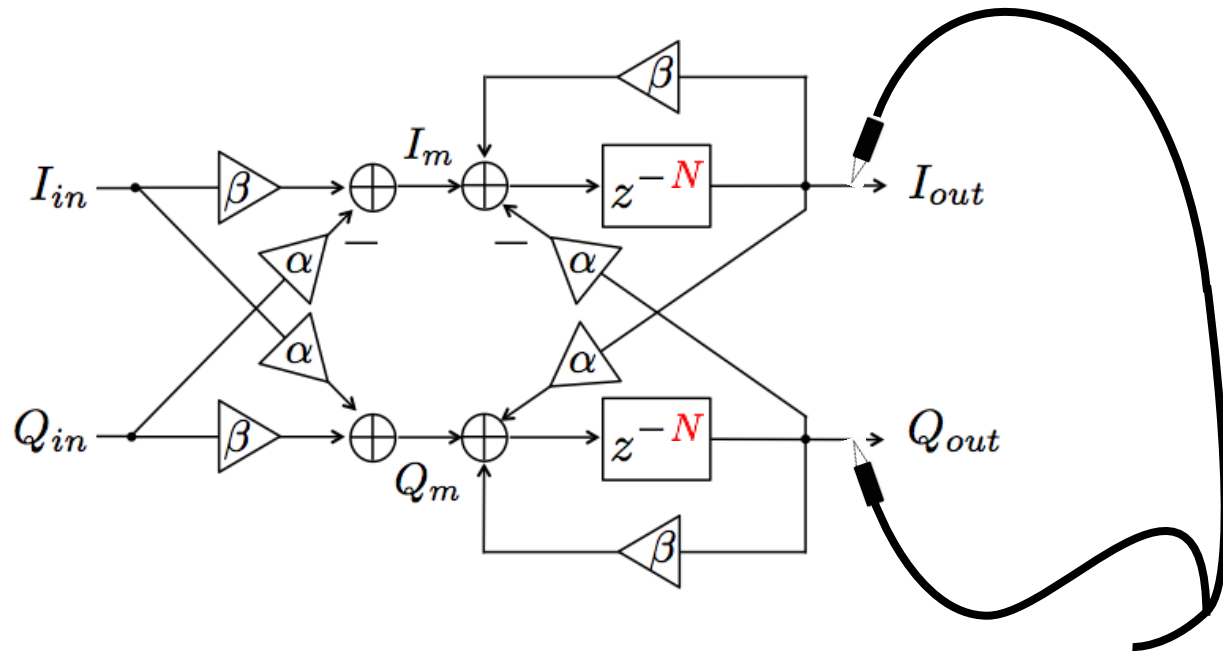 β
I_m
I_in
β
z^{-N}
I_out
−
−
α
α
α
α
Q_in
β
z^{-N}
Q_out
Q_m
β